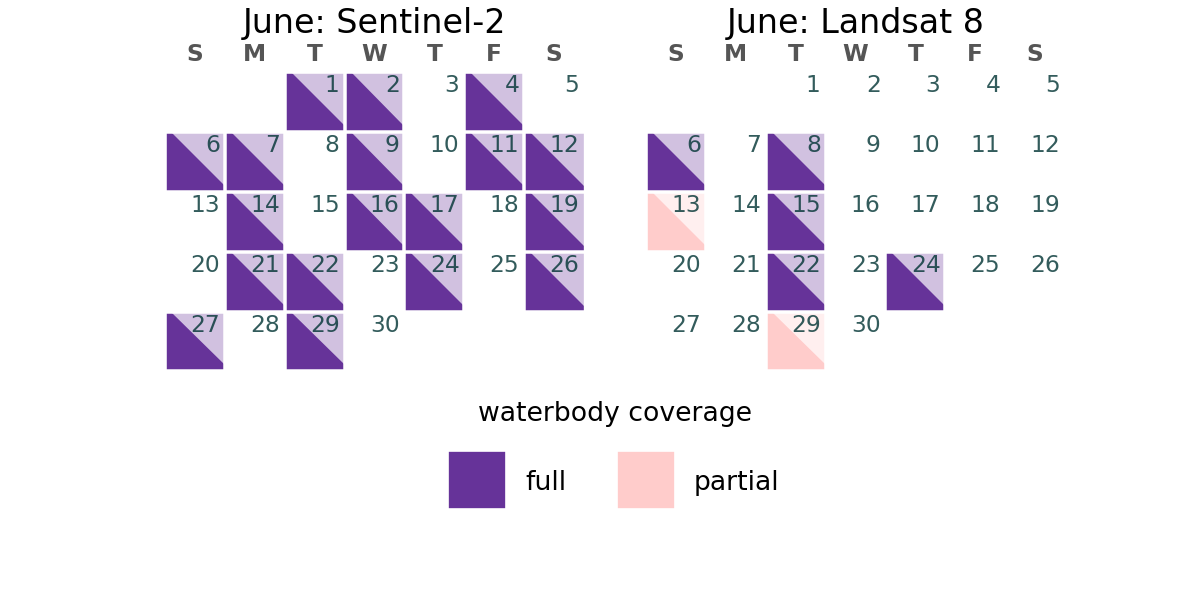 June: Sentinel-2
S M T W T F S
1 2 3 4 5
6 7 8 9 10 11 12
13 14 15 16 17 18 19
20 21 22 23 24 25 26
27 28 29 30
June: Landsat 8
S M T W T F S
1 2 3 4 5
6 7 8 9 10 11 12
13 14 15 16 17 18 19
20 21 22 23 24 25 26
27 28 29 30
waterbody coverage
full
partial